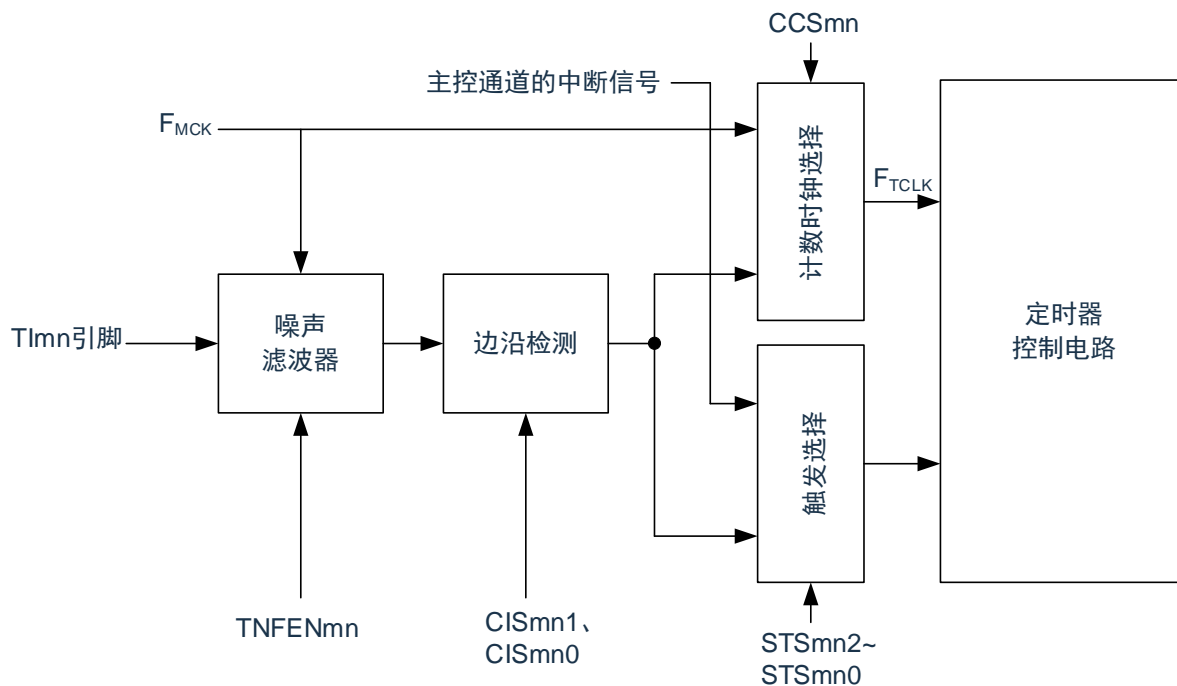 CCSmn
主控通道的中断信号
FMCK
计数时钟选择
FTCLK
TImn引脚
噪声
滤波器
边沿检测
定时器
控制电路
触发选择
TNFENmn
CISmn1、
CISmn0
STSmn2~
STSmn0